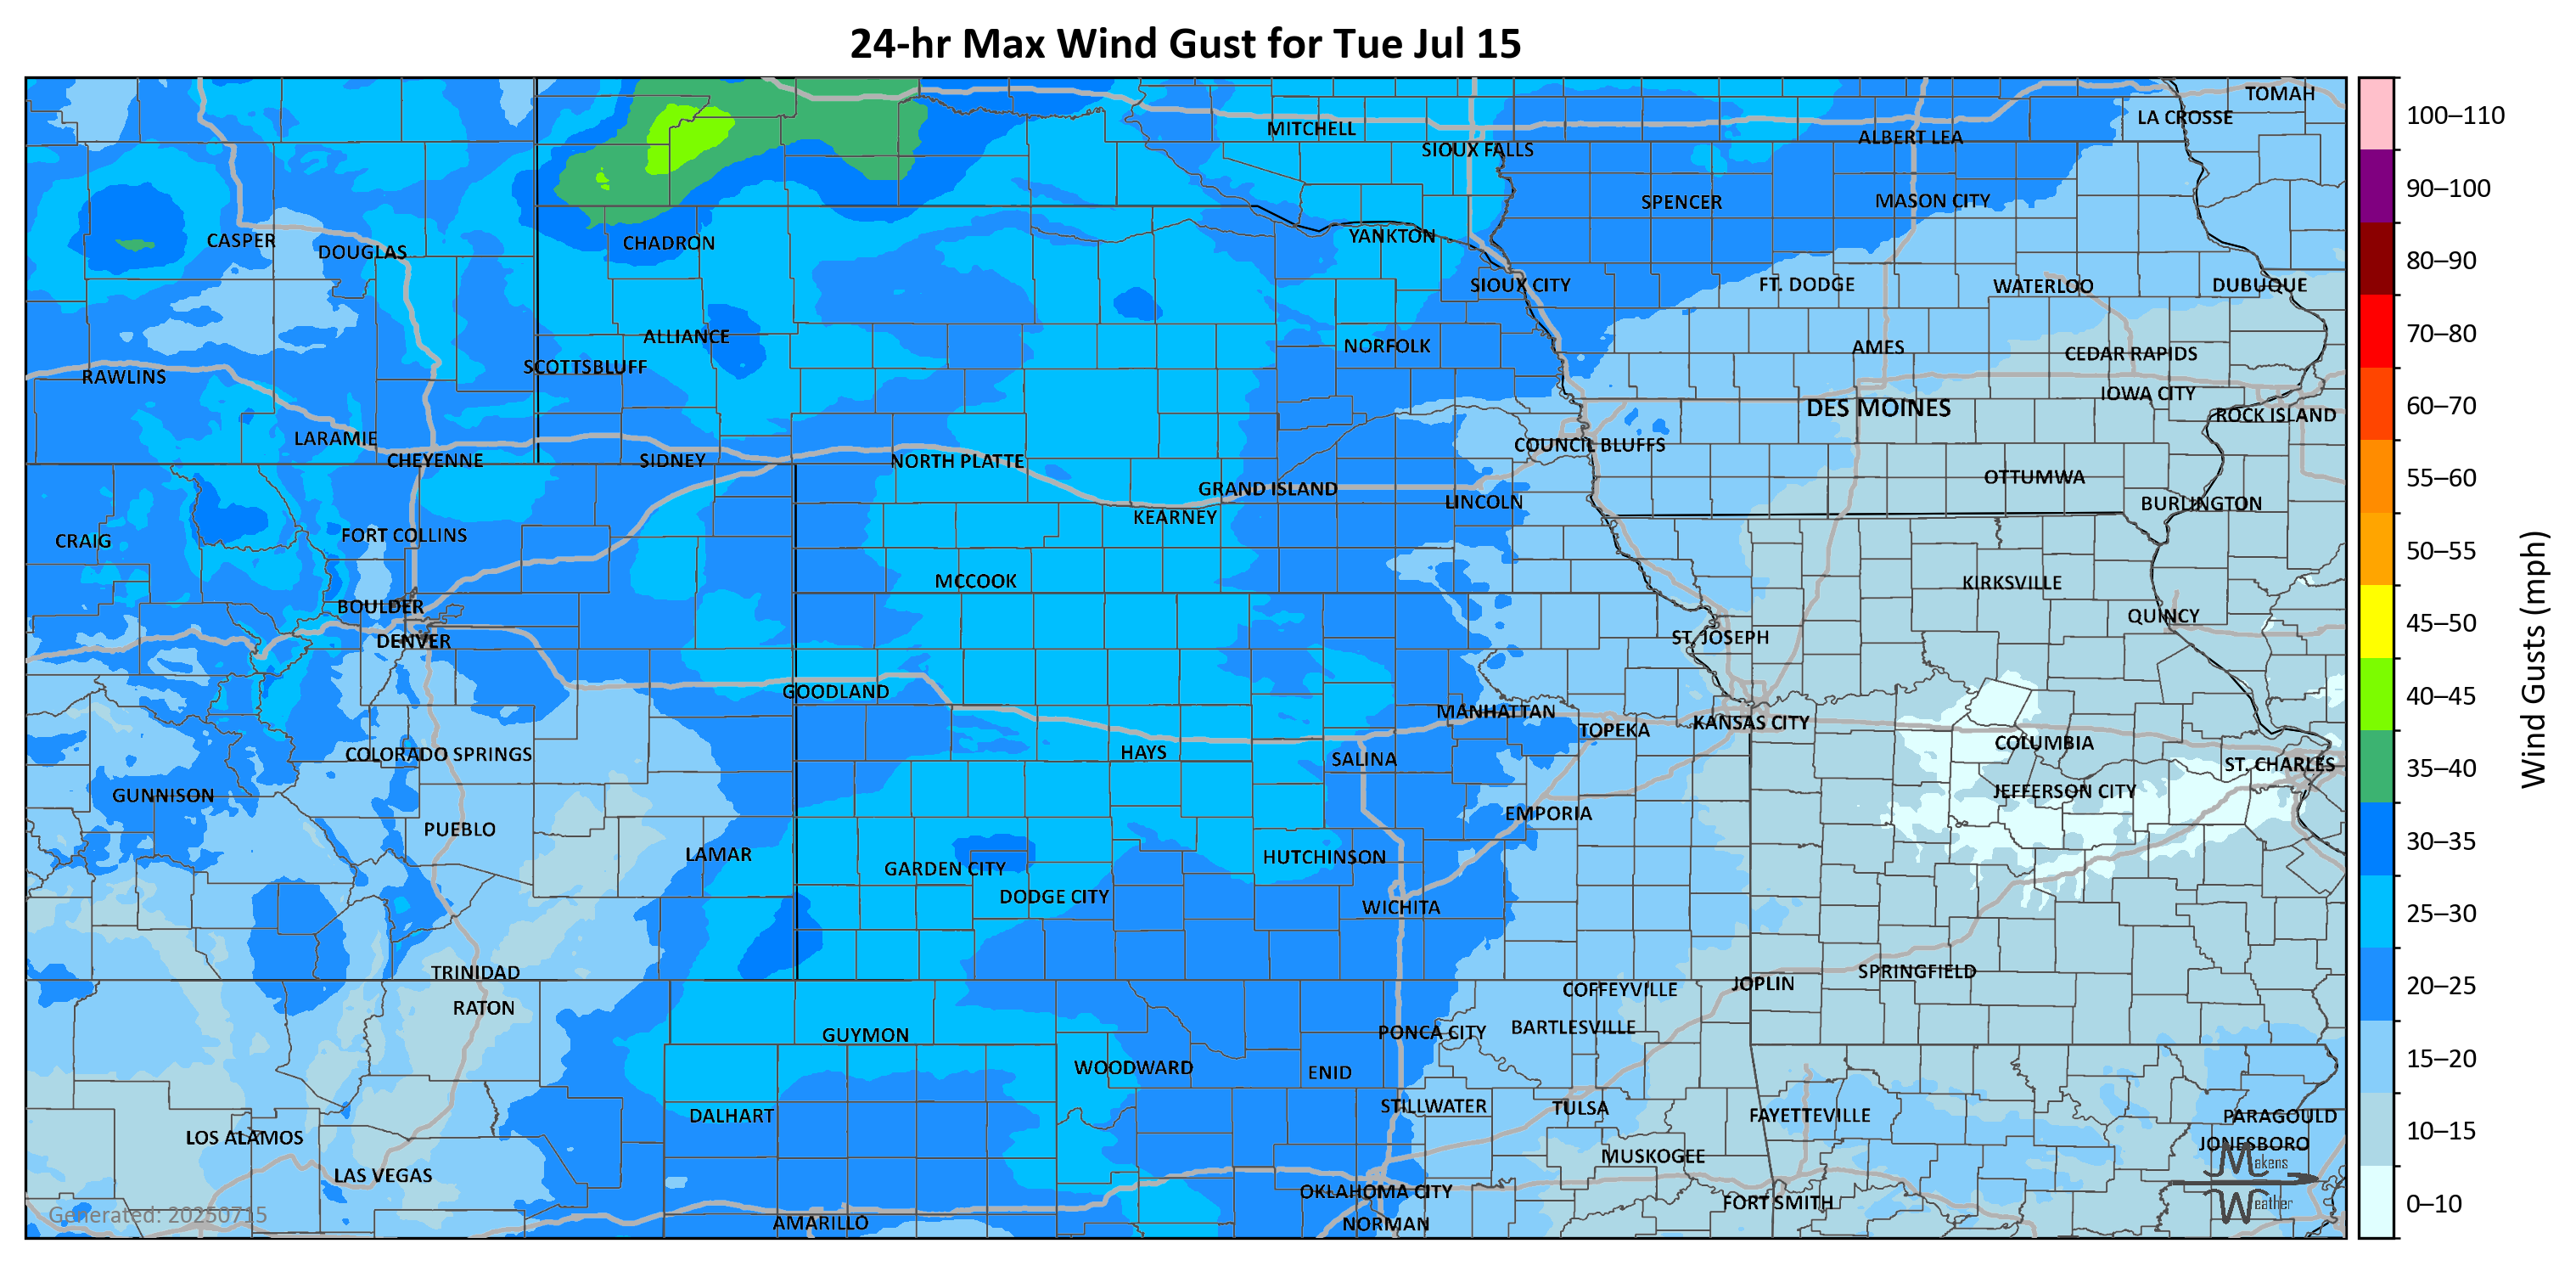 24-hr Max Wind Gust for Tue Jul 15
TOMAH
LA CROSSE
MITCHELL
ALBERT LEA
SIOUX FALLS
SPENCER
MASON CITY
CASPER
DOUGLAS
CHADRON
YANKTON
SIOUX CITY
FT. DODGE
WATERLOO
DUBUQUE
ALLIANCE
NORFOLK
AMES
CEDAR RAPIDS
SCOTTSBLUFF
RAWLINS
IOWA CITY
DES MOINES
ROCK ISLAND
LARAMIE
COUNCIL BLUFFS
CHEYENNE
SIDNEY
NORTH PLATTE
OTTUMWA
GRAND ISLAND
LINCOLN
BURLINGTON
KEARNEY
FORT COLLINS
CRAIG
MCCOOK
KIRKSVILLE
BOULDER
QUINCY
DENVER
ST. JOSEPH
GOODLAND
MANHATTAN
KANSAS CITY
TOPEKA
COLUMBIA
COLORADO SPRINGS
HAYS
SALINA
ST. CHARLES
GUNNISON
JEFFERSON CITY
EMPORIA
PUEBLO
LAMAR
HUTCHINSON
GARDEN CITY
DODGE CITY
WICHITA
TRINIDAD
SPRINGFIELD
JOPLIN
COFFEYVILLE
RATON
GUYMON
PONCA CITY
BARTLESVILLE
WOODWARD
ENID
STILLWATER
TULSA
DALHART
FAYETTEVILLE
PARAGOULD
LOS ALAMOS
JONESBORO
MUSKOGEE
LAS VEGAS
OKLAHOMA CITY
FORT SMITH
AMARILLO
NORMAN
Generated: 20250715
Makens
Weather
100–110
90–100
80–90
70–80
60–70
55–60
50–55
45–50
40–45
35–40
30–35
25–30
20–25
15–20
10–15
0–10
Wind Gusts (mph)